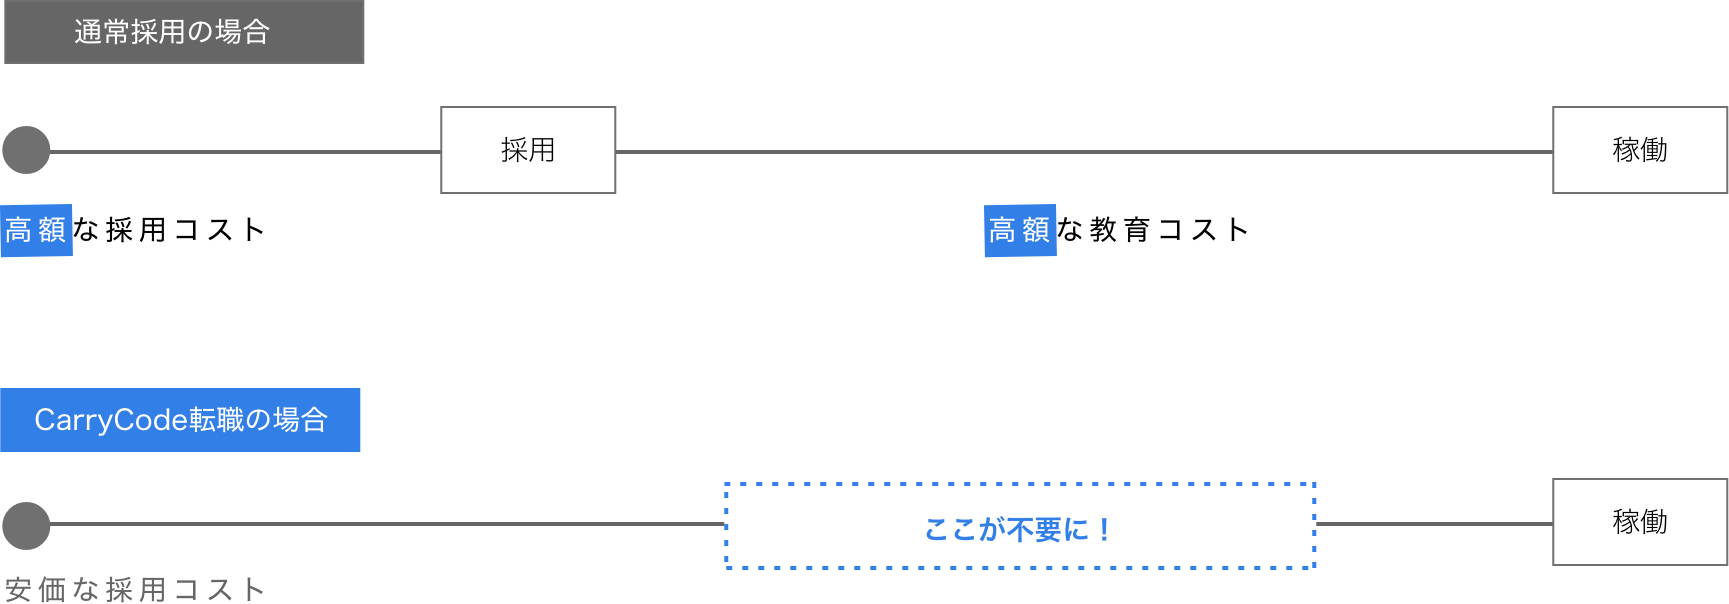 通常採用の場合
採用
稼働
高額な採用コスト
高額な教育コスト
CarryCode転職の場合
ここが不要に！
稼働
安価な採用コスト